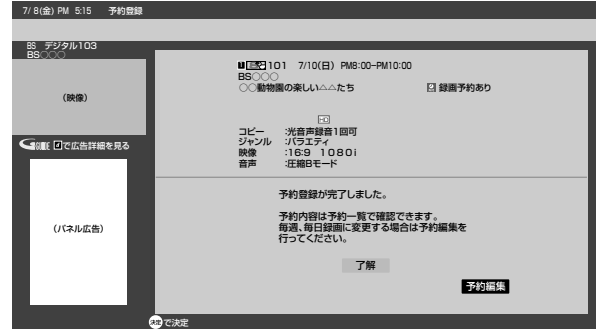 7/ 8(金) PM 5:15 予約登録
BS デジタル103
BS○○○
(映像)
GGUIDE dで広告詳細を見る
(パネル広告)
101 7/10(日) PM8:00-PM10:00
BS○○○
○○動物園の楽しい△△たち
録画予約あり
コピー :光音声録音1回可
ジャンル :バラエティ
映像 :16:9 1080i
音声 :圧縮Bモード
予約登録が完了しました。
予約内容は予約一覧で確認できます。
毎週、毎日録画に変更する場合は予約編集を
行ってください。
了解
予約編集
決定で決定